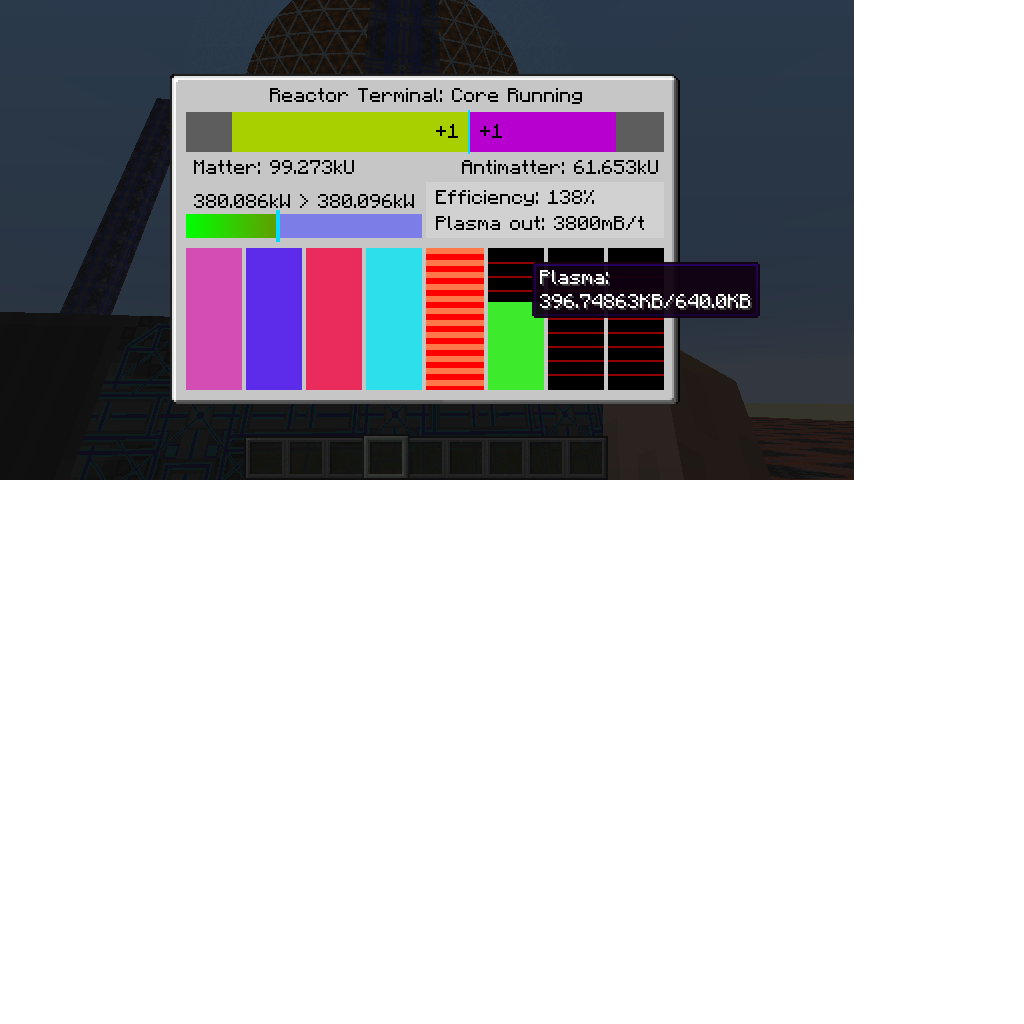 Reactor Terminal: Core Running
+1 +1
Matter: 99.273kU Antimatter: 61.653kU
380.086kW > 380.096kW
Efficiency: 138%
Plasma out: 3800mB/t
Plasma:
396.74863KB/640.0KB